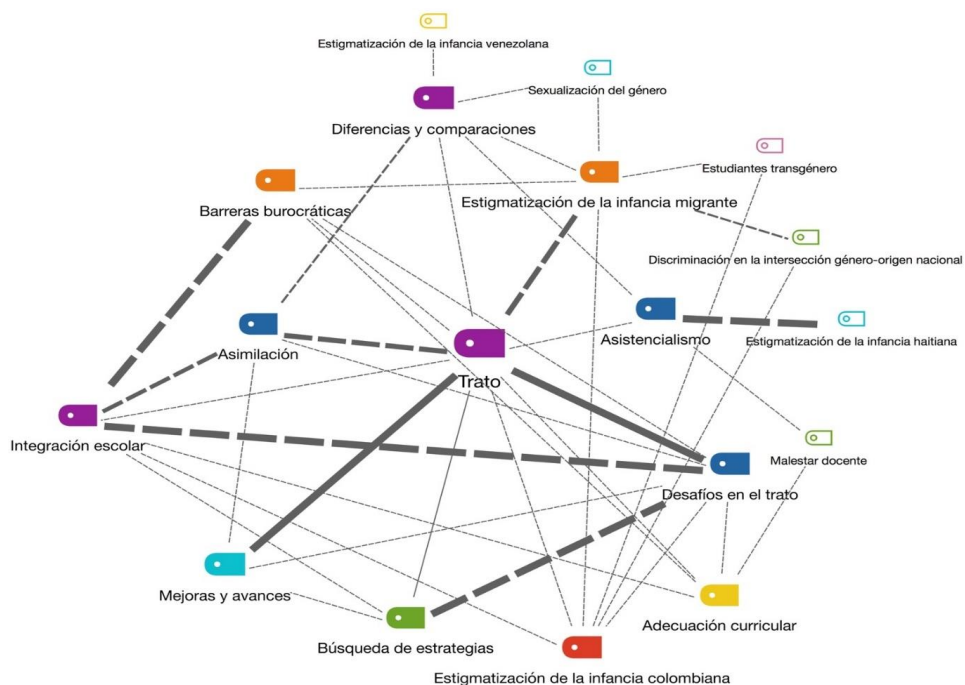 Estigmatización de la infancia venezolana
Sexualización del género
Diferencias y comparaciones
Estudiantes transgénero
Estigmatización de la infancia migrante
Barreras burocráticas
Discriminación en la intersección género-origen nacional
Asistencialismo
Estigmatización de la infancia haitiana
Asimilación
Trato
Integración escolar
Malestar docente
Desafíos en el trato
Mejoras y avances
Adecuación curricular
Búsqueda de estrategias
Estigmatización de la infancia colombiana